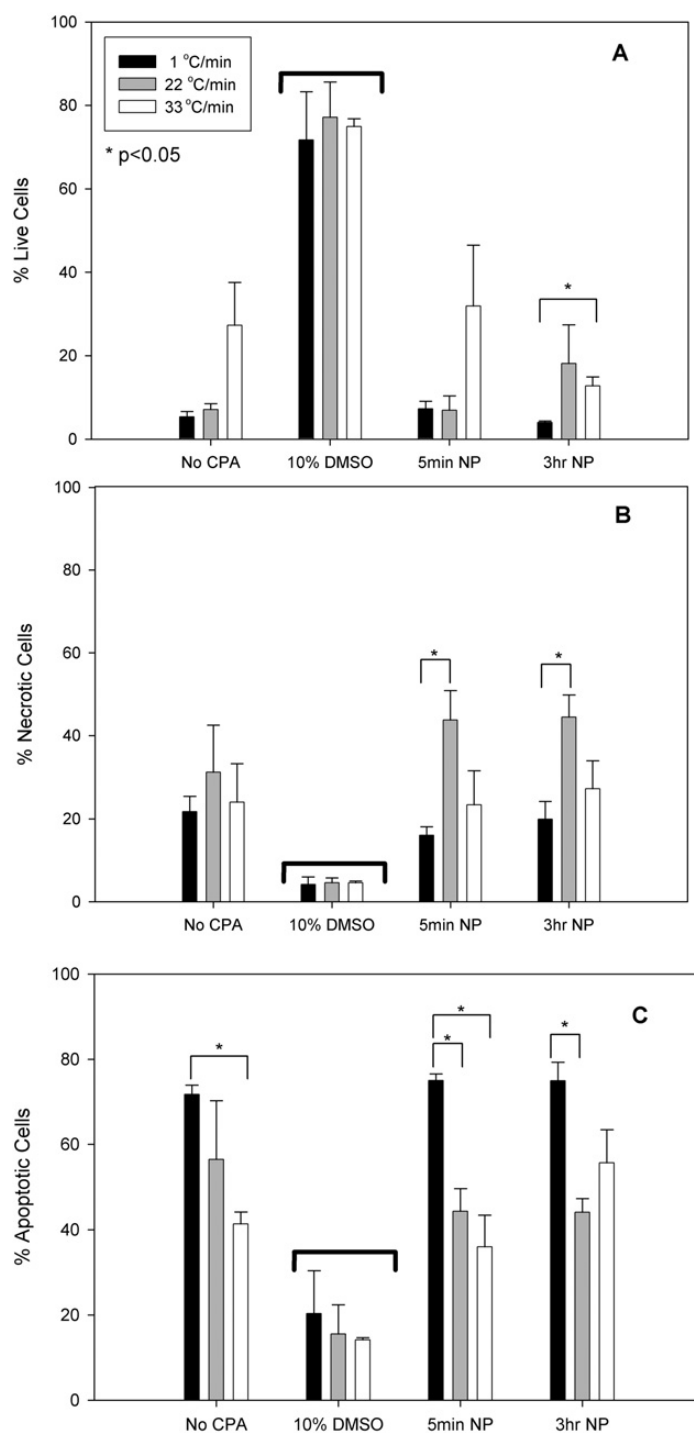 100
A
1 °C/min
22 °C/min
33 °C/min
80
* p<0.05
60
% Live Cells
40
*
20
0
No CPA 10% DMSO 5min NP 3hr NP
100
B
80
60
* *
% Necrotic Cells
40
20
0
No CPA 10% DMSO 5min NP 3hr NP
100
C
*
* * *
80
60
% Apoptotic Cells
40
20
0
No CPA 10% DMSO 5min NP 3hr NP